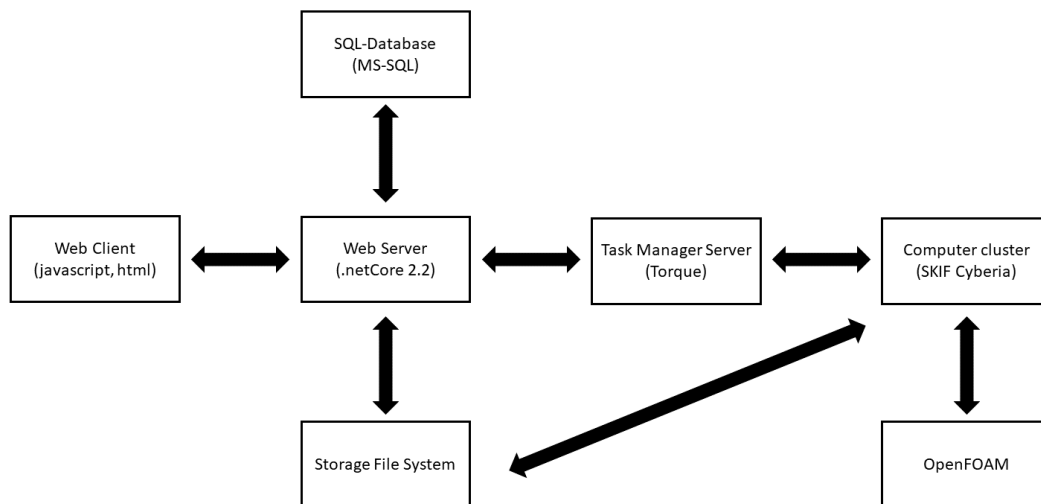 SQL-Database
(MS-SQL)
Web Client
(javascript, html)
Web Server
(.netCore 2.2)
Task Manager Server
(Torque)
Computer cluster
(SKIF Cyberia)
Storage File System
OpenFOAM